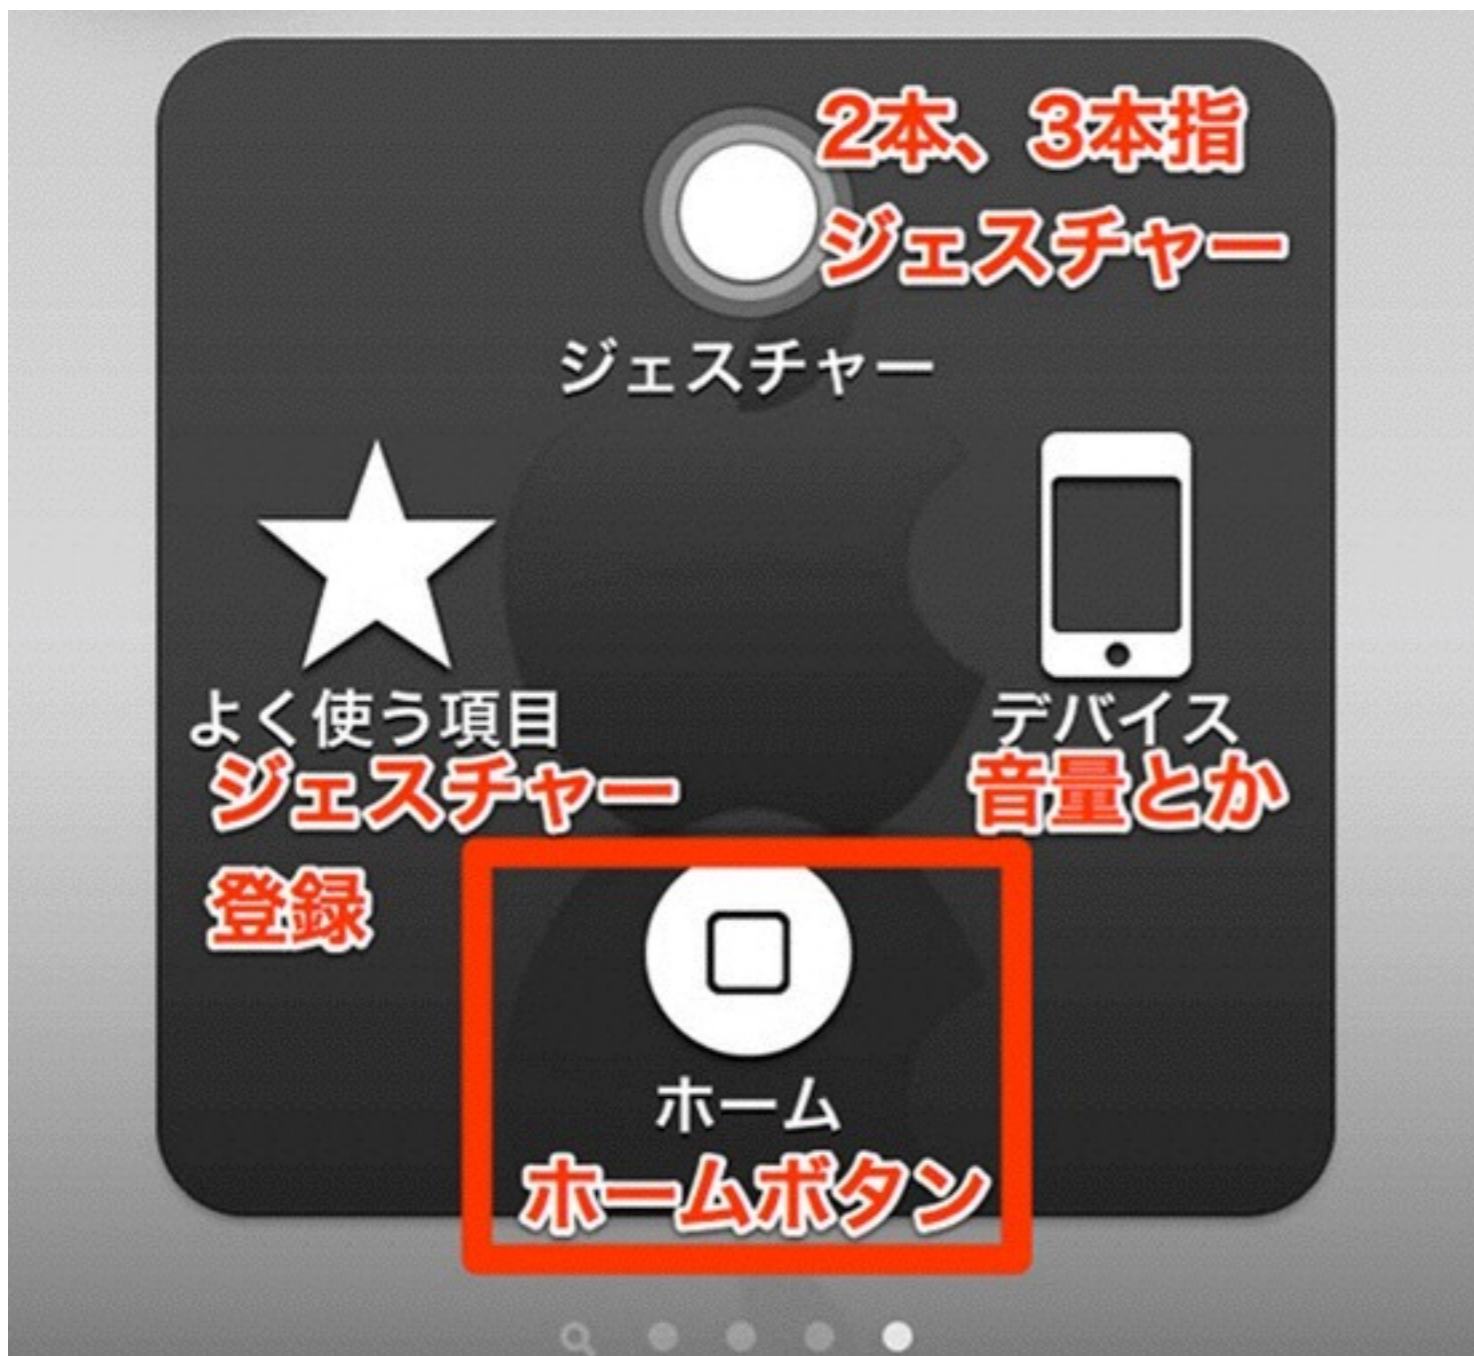 2本、3本指
ジェスチャー
ジェスチャー
よく使う項目
デバイス
ジェスチャー
音量とか
登録
ホーム
ホームボタン